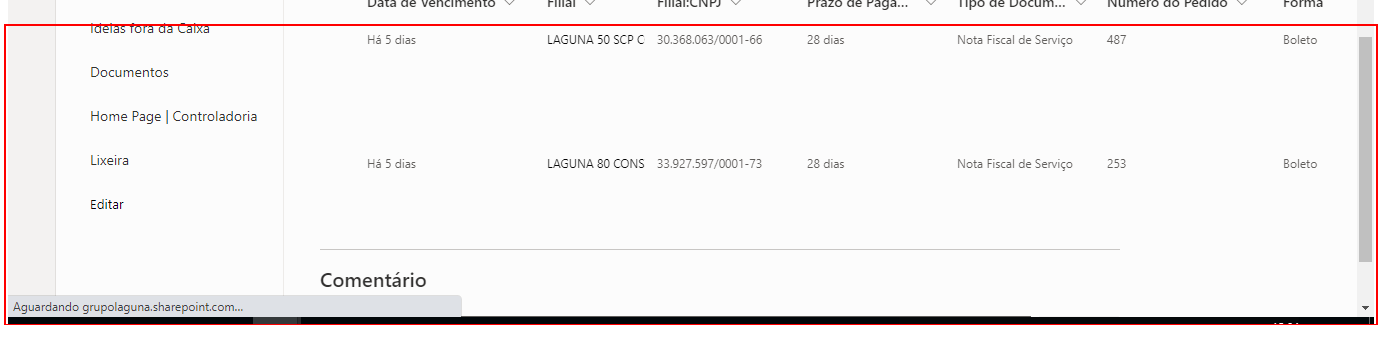 Data de Vencimento Filial Filial:CNPJ Prazo de Paga... Tipo de Docum... Número do Pedido Forma
Ideias fora da Caixa
Há 5 dias LAGUNA 50 SCP C 30.368.063/0001-66 28 dias Nota Fiscal de Serviço 487 Boleto
Documentos
Home Page | Controladoria
Lixeira
Há 5 dias LAGUNA 80 CONS 33.927.597/0001-73 28 dias Nota Fiscal de Serviço 253 Boleto
Editar
Comentário
Aguardando grupolaguna.sharepoint.com...